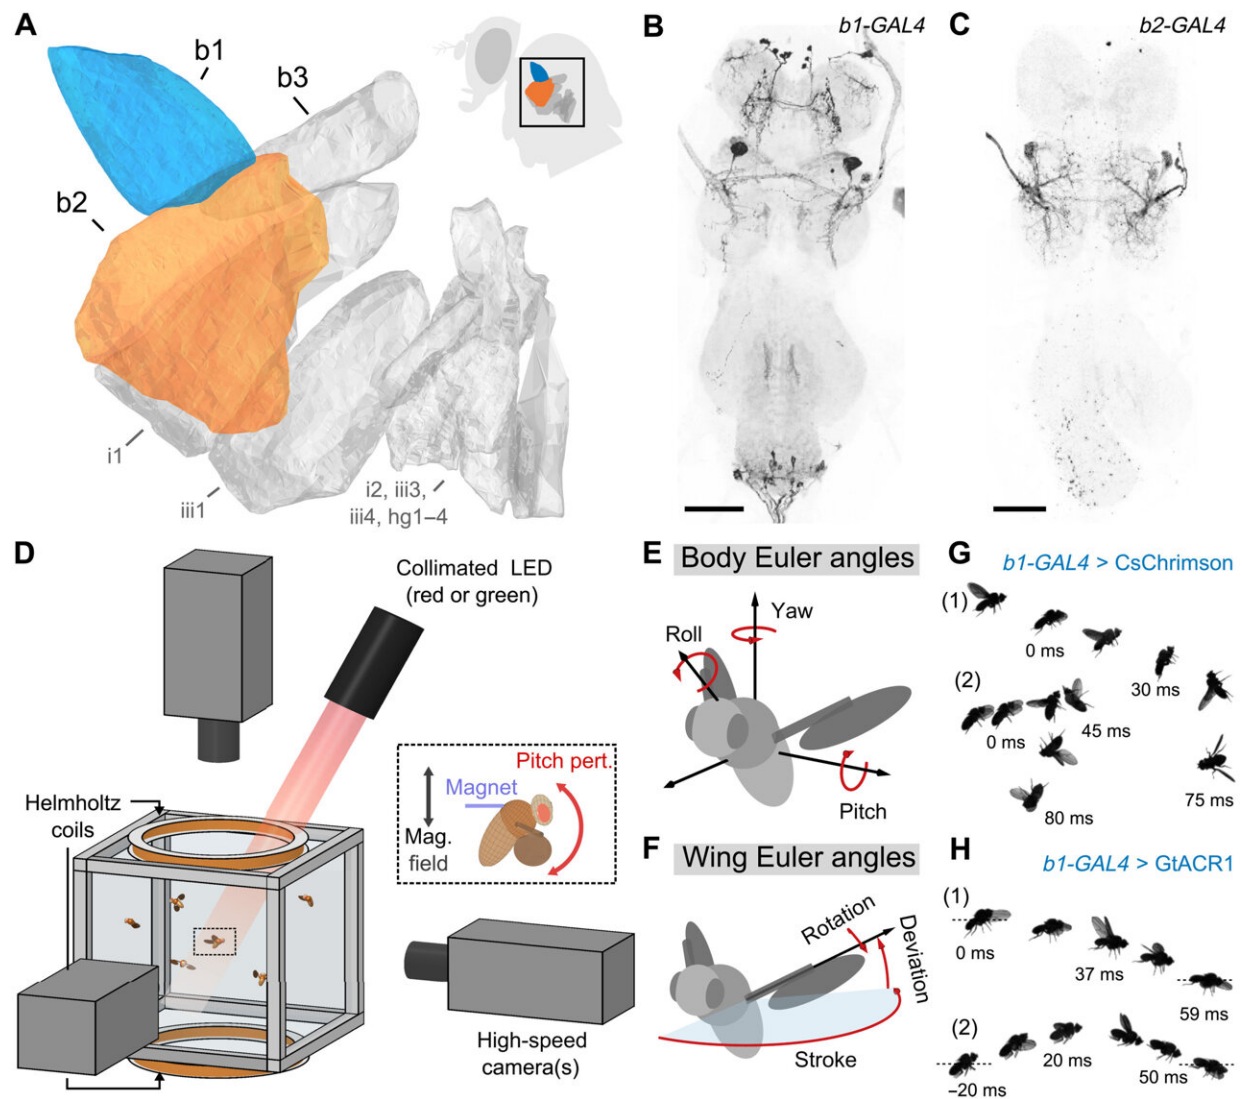 A
b1
b3
b2
i1
iii1
i2, iii3,
iii4, hg1–4
B
b1-GAL4
C
b2-GAL4
D
Collimated LED
(red or green)
Helmholtz
coils
Pitch pert.
Magnet
Mag.
field
High-speed
camera(s)
E
Body Euler angles
Yaw
Roll
Pitch
F
Wing Euler angles
Rotation
Deviation
Stroke
G
b1-GAL4 > CsChrimson
(1)
0 ms
30 ms
(2)
45 ms
0 ms
75 ms
80 ms
H
b1-GAL4 > GtACR1
(1)
0 ms
37 ms
59 ms
(2)
20 ms
–20 ms
50 ms